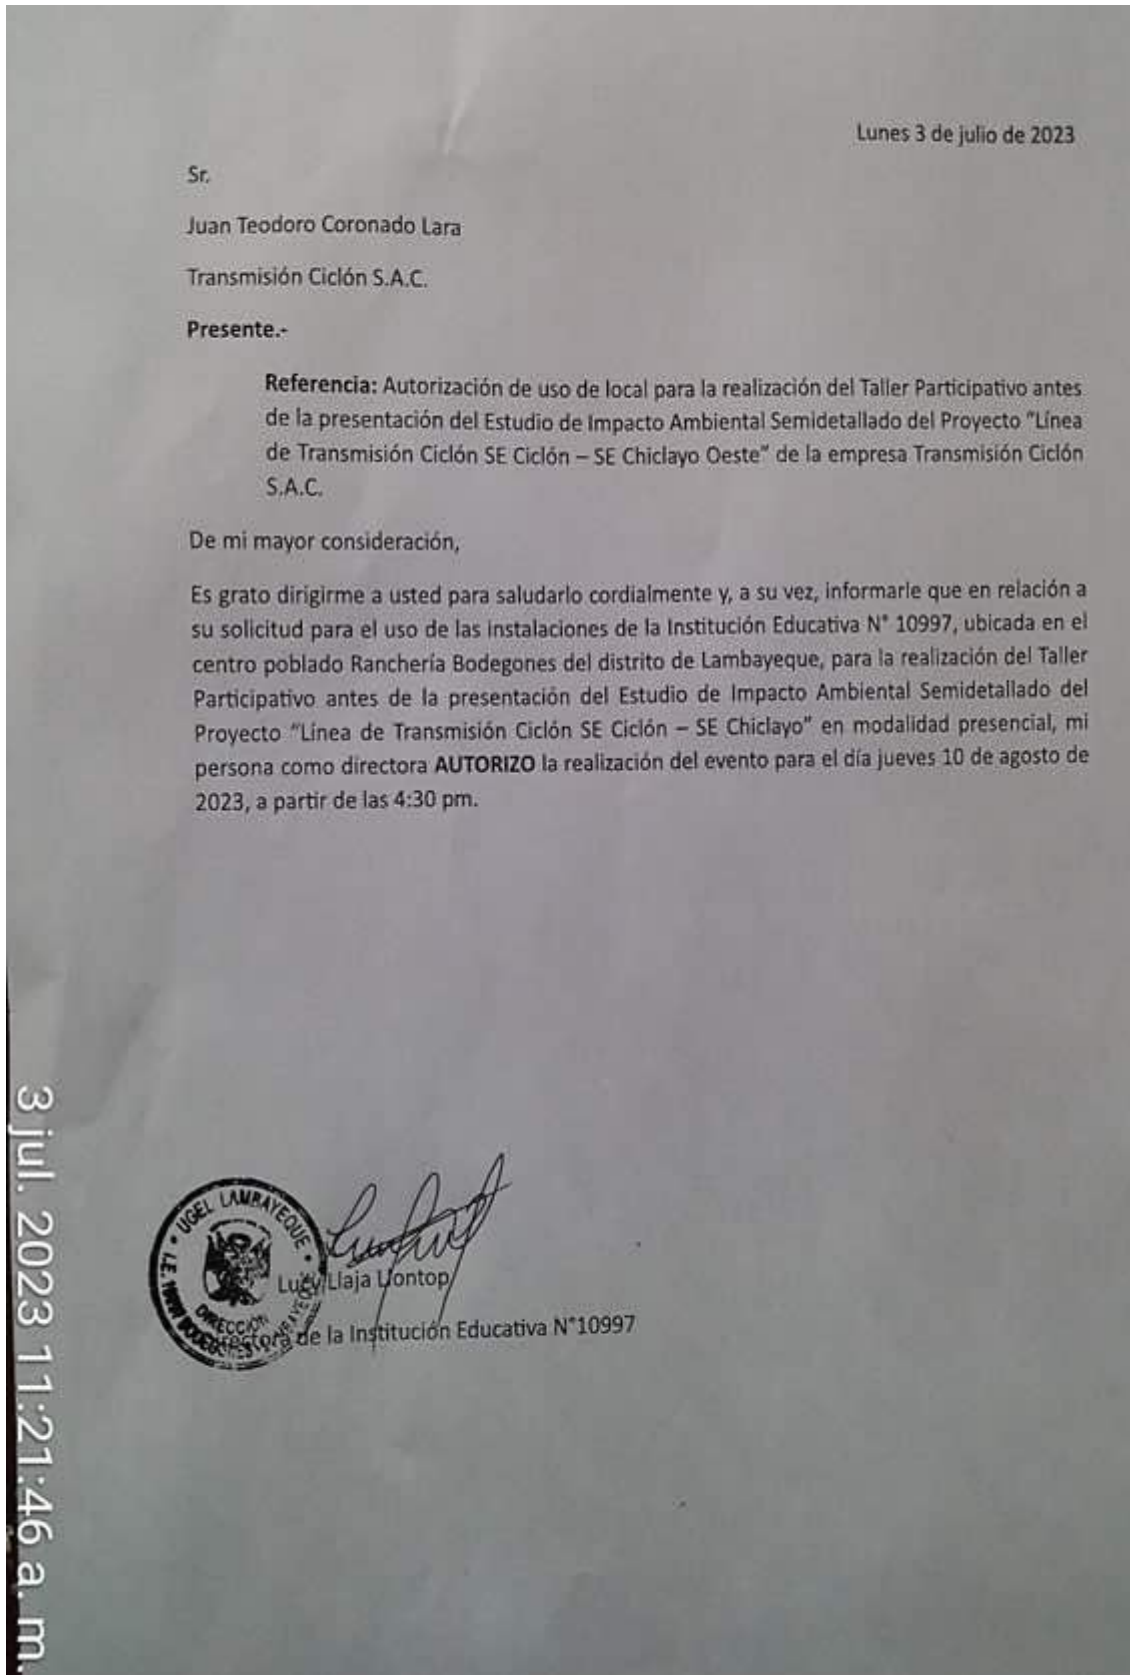 Lunes 3 de julio de 2023
Sr.
Juan Teodoro Coronado Lara
Transmisión Ciclón S.A.C.
Presente.-
Referencia: Autorización de uso de local para la realización del Taller Participativo antes
de la presentación del Estudio de Impacto Ambiental Semidetallado del Proyecto "Línea
de Transmisión Ciclón SE Ciclón – SE Chiclayo Oeste" de la empresa Transmisión Ciclón
S.A.C.
De mi mayor consideración,
Es grato dirigirme a usted para saludarlo cordialmente y, a su vez, informarle que en relación a
su solicitud para el uso de las instalaciones de la Institución Educativa N° 10997, ubicada en el
centro poblado Ranchería Bodegones del distrito de Lambayeque, para la realización del Taller
Participativo antes de la presentación del Estudio de Impacto Ambiental Semidetallado del
Proyecto "Línea de Transmisión Ciclón SE Ciclón – SE Chiclayo" en modalidad presencial, mi
persona como directora AUTORIZO la realización del evento para el día jueves 10 de agosto de
2023, a partir de las 4:30 pm.
UGEL LAMBAYEQUE
I.E.
DIRECCIÓN
Lucy Llaja Llontop
Directora de la Institución Educativa N°10997
3 jul. 2023 11:21:46 a. m.